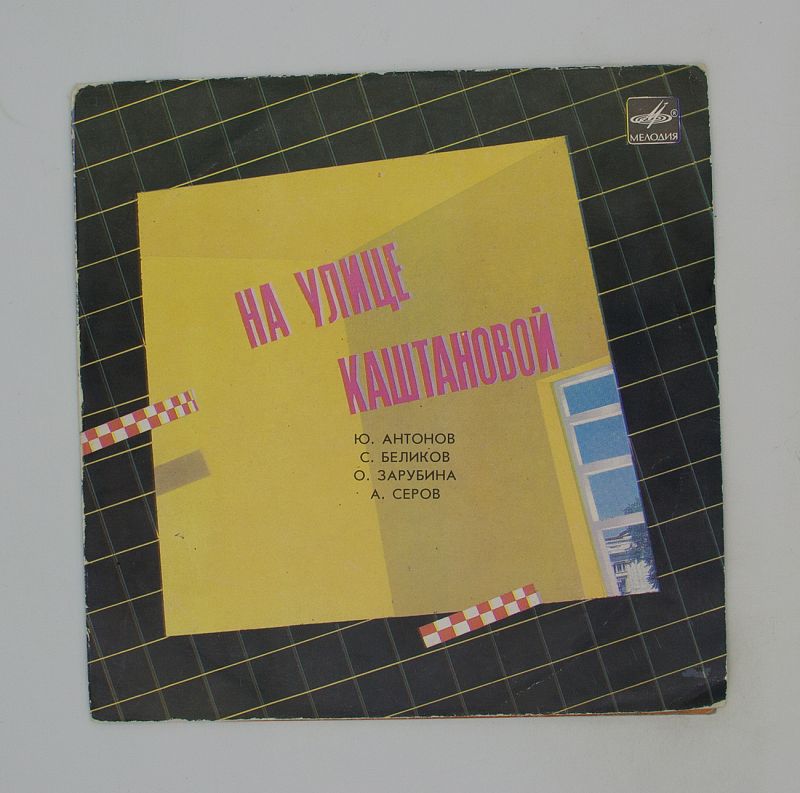 ® МЕЛОДИЯ
НА УЛИЦЕ
КАШТАНОВОЙ
Ю. АНТОНОВ
С. БЕЛИКОВ
О. ЗАРУБИНА
А. СЕРОВ